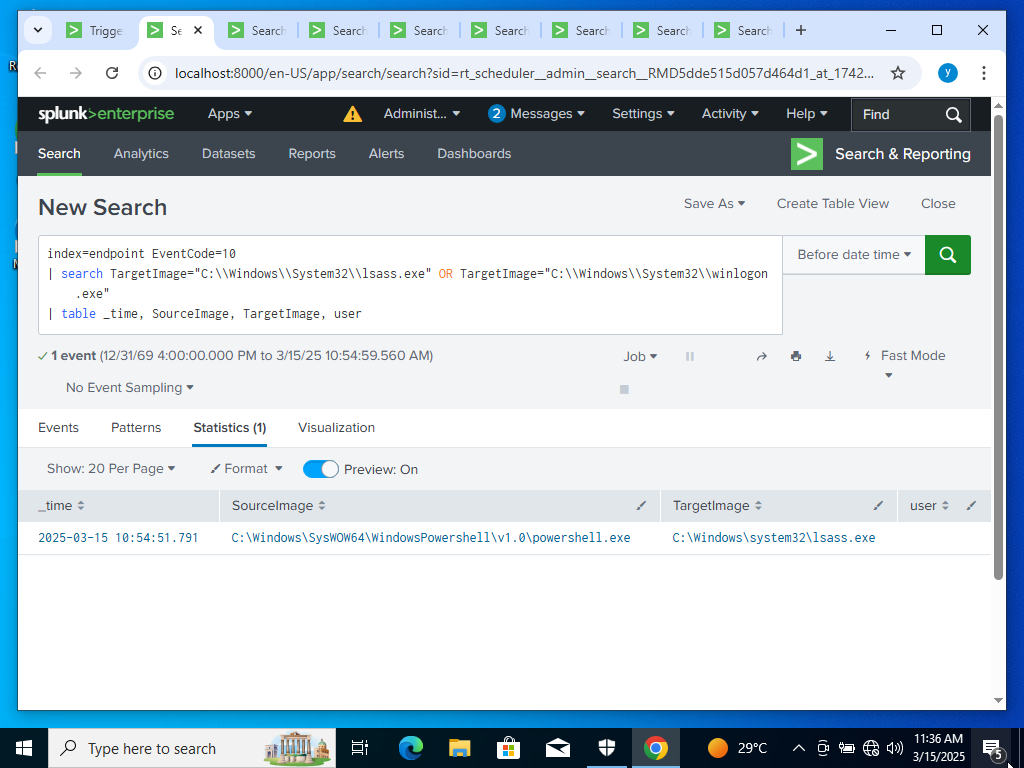 Trigge
Se
Search
Search
Search
Search
Search
Search
Search
localhost:8000/en-US/app/search/search?sid=rt_scheduler__admin__search__RMD5dde515d057d464d1_at_1742...
y
splunk>enterprise
Apps
Administ...
2 Messages
Settings
Activity
Help
Find
Search
Analytics
Datasets
Reports
Alerts
Dashboards
Search & Reporting
New Search
Save As
Create Table View
Close
index=endpoint EventCode=10
| search TargetImage="C:\\Windows\\System32\\lsass.exe" OR TargetImage="C:\\Windows\\System32\\winlogon
.exe"
| table _time, SourceImage, TargetImage, user
Before date time
1 event (12/31/69 4:00:00.000 PM to 3/15/25 10:54:59.560 AM)
Job
Fast Mode
No Event Sampling
Events
Patterns
Statistics (1)
Visualization
Show: 20 Per Page
Format
Preview: On
_time
SourceImage
TargetImage
user
2025-03-15 10:54:51.791
C:\Windows\SysWOW64\WindowsPowershell\v1.0\powershell.exe
C:\Windows\system32\lsass.exe
Type here to search
29°C
11:36 AM
3/15/2025
5